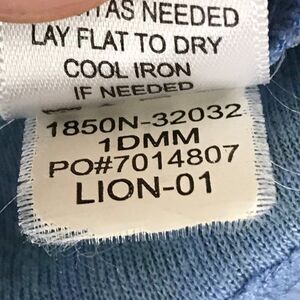 AS NEEDED
LAY FLAT TO DRY
COOL IRON
IF NEEDED
1850N-32032
1DMM
PO#7014807
LION-01